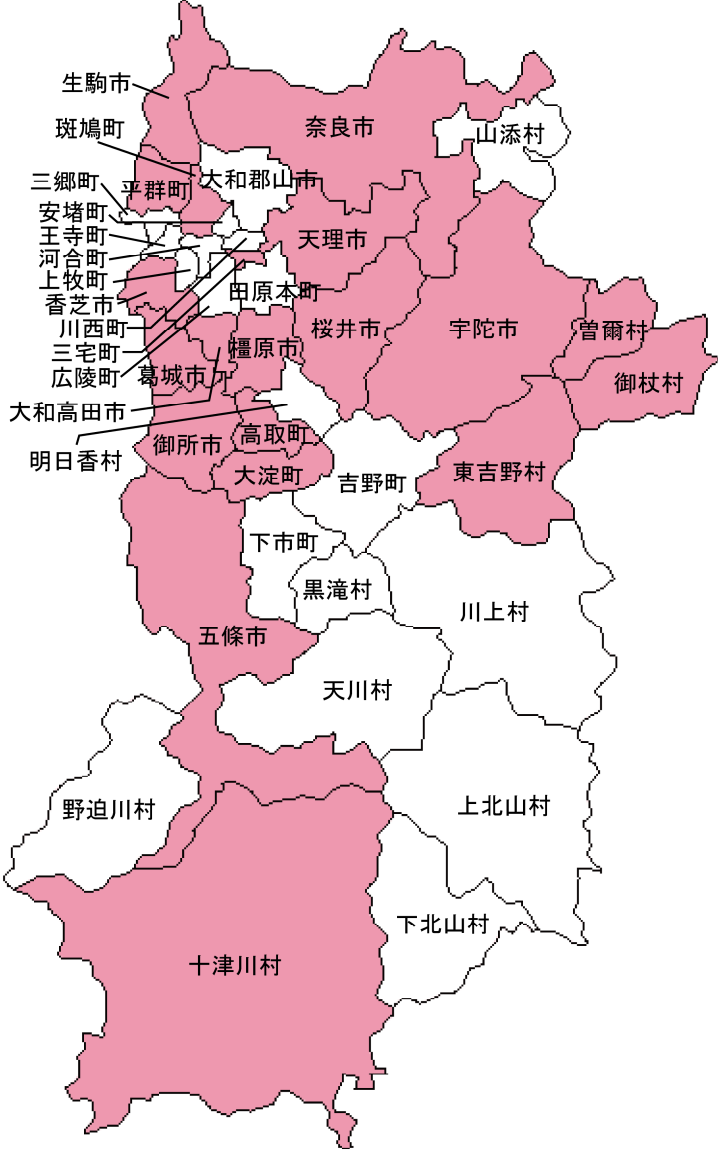 生駒市
奈良市
斑鳩町
山添村
大和郡山市
三郷町
平群町
安堵町
王寺町
天理市
河合町
上牧町
田原本町
香芝市
川西町
桜井市
宇陀市
曽爾村
三宅町
橿原市
広陵町
葛城市
御杖村
大和高田市
高取町
御所市
明日香村
大淀町
吉野町
東吉野村
下市町
黒滝村
川上村
五條市
天川村
野迫川村
上北山村
下北山村
十津川村